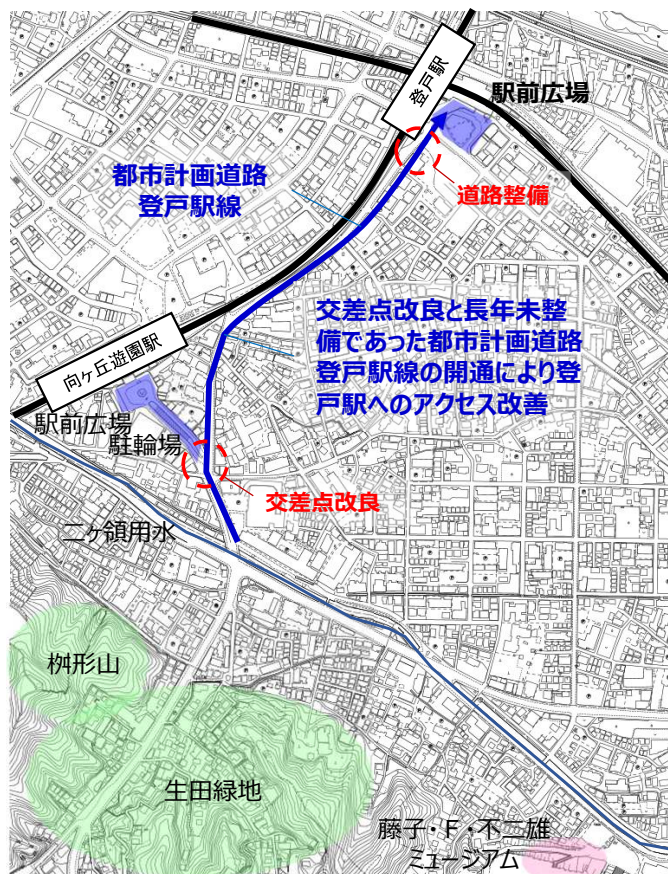 登戸駅
駅前広場
都市計画道路
登戸駅線
道路整備
交差点改良と長年未整
備であった都市計画道路
登戸駅線の開通により登
戸駅へのアクセス改善
向ヶ丘遊園駅
駅前広場
駐輪場
交差点改良
二ヶ領用水
桝形山
生田緑地
藤子・F・不二雄
ミュージアム